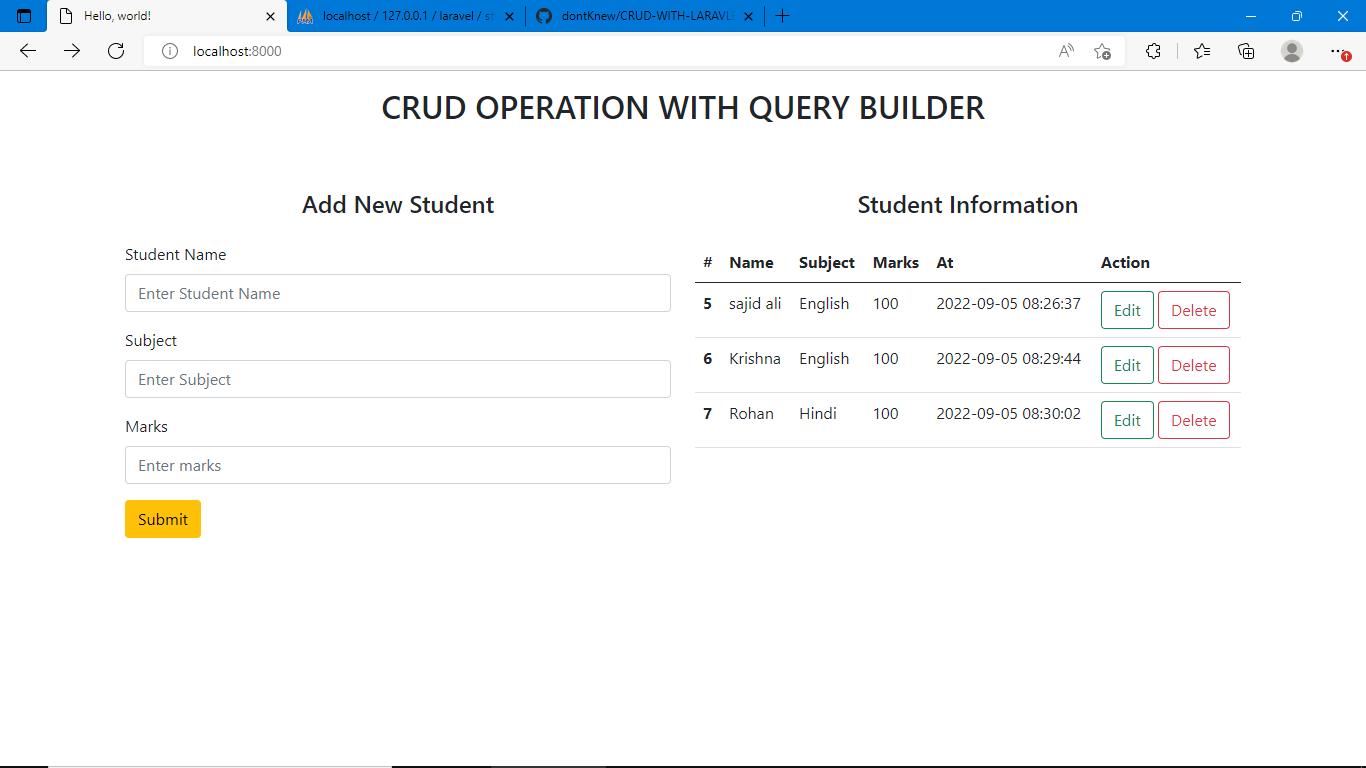 Hello, world!
localhost / 127.0.0.1 / laravel / st
dontKnew/CRUD-WITH-LARAVLE
localhost:8000
CRUD OPERATION WITH QUERY BUILDER
Add New Student
Student Name
Enter Student Name
Subject
Enter Subject
Marks
Enter marks
Submit
Student Information
# Name Subject Marks At Action
5 sajid ali English 100 2022-09-05 08:26:37 Edit Delete
6 Krishna English 100 2022-09-05 08:29:44 Edit Delete
7 Rohan Hindi 100 2022-09-05 08:30:02 Edit Delete